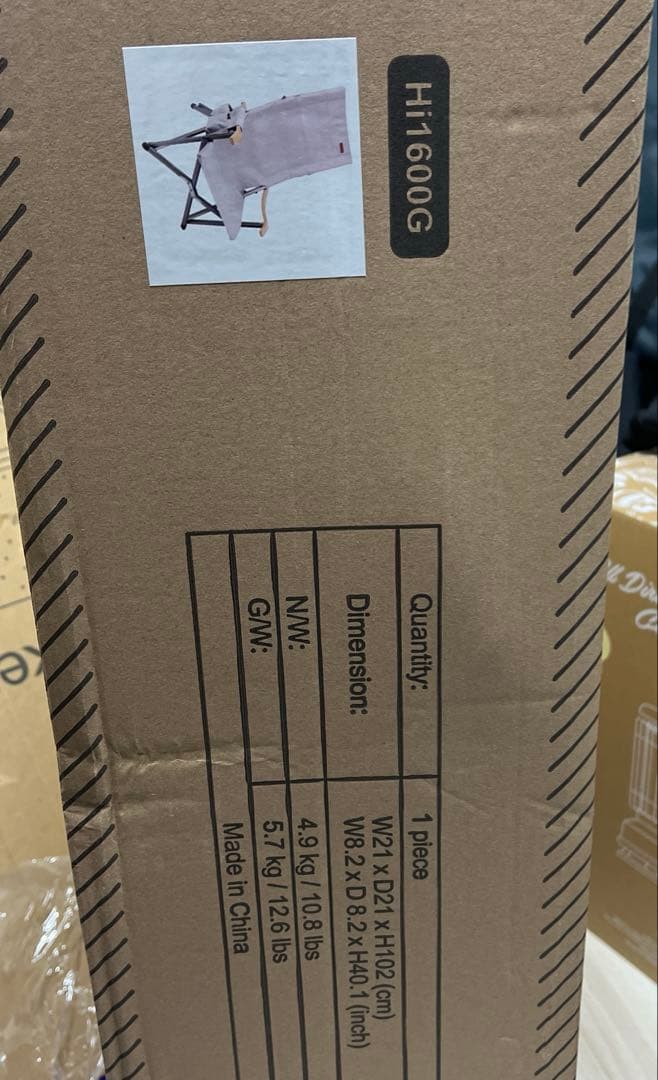 Hi1600G
Quantity: 1 piece
Dimension: W21 x D21 x H102 (cm)
W8.2 x D 8.2 x H40.1 (inch)
N/W: 4.9 kg / 10.8 lbs
G/W: 5.7 kg / 12.6 lbs
Made in China